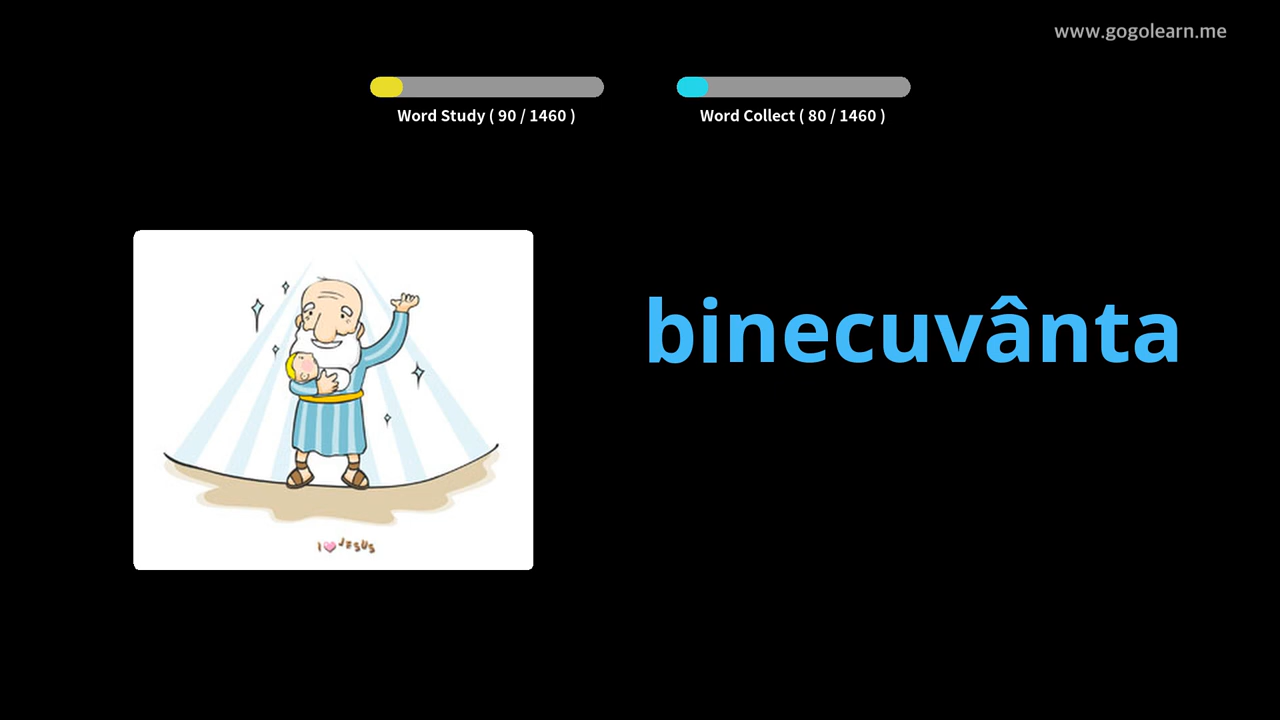 www.gogolearn.me
Word Study ( 90 / 1460 )
Word Collect ( 80 / 1460 )
binecuvânta
I ❤ JESUS